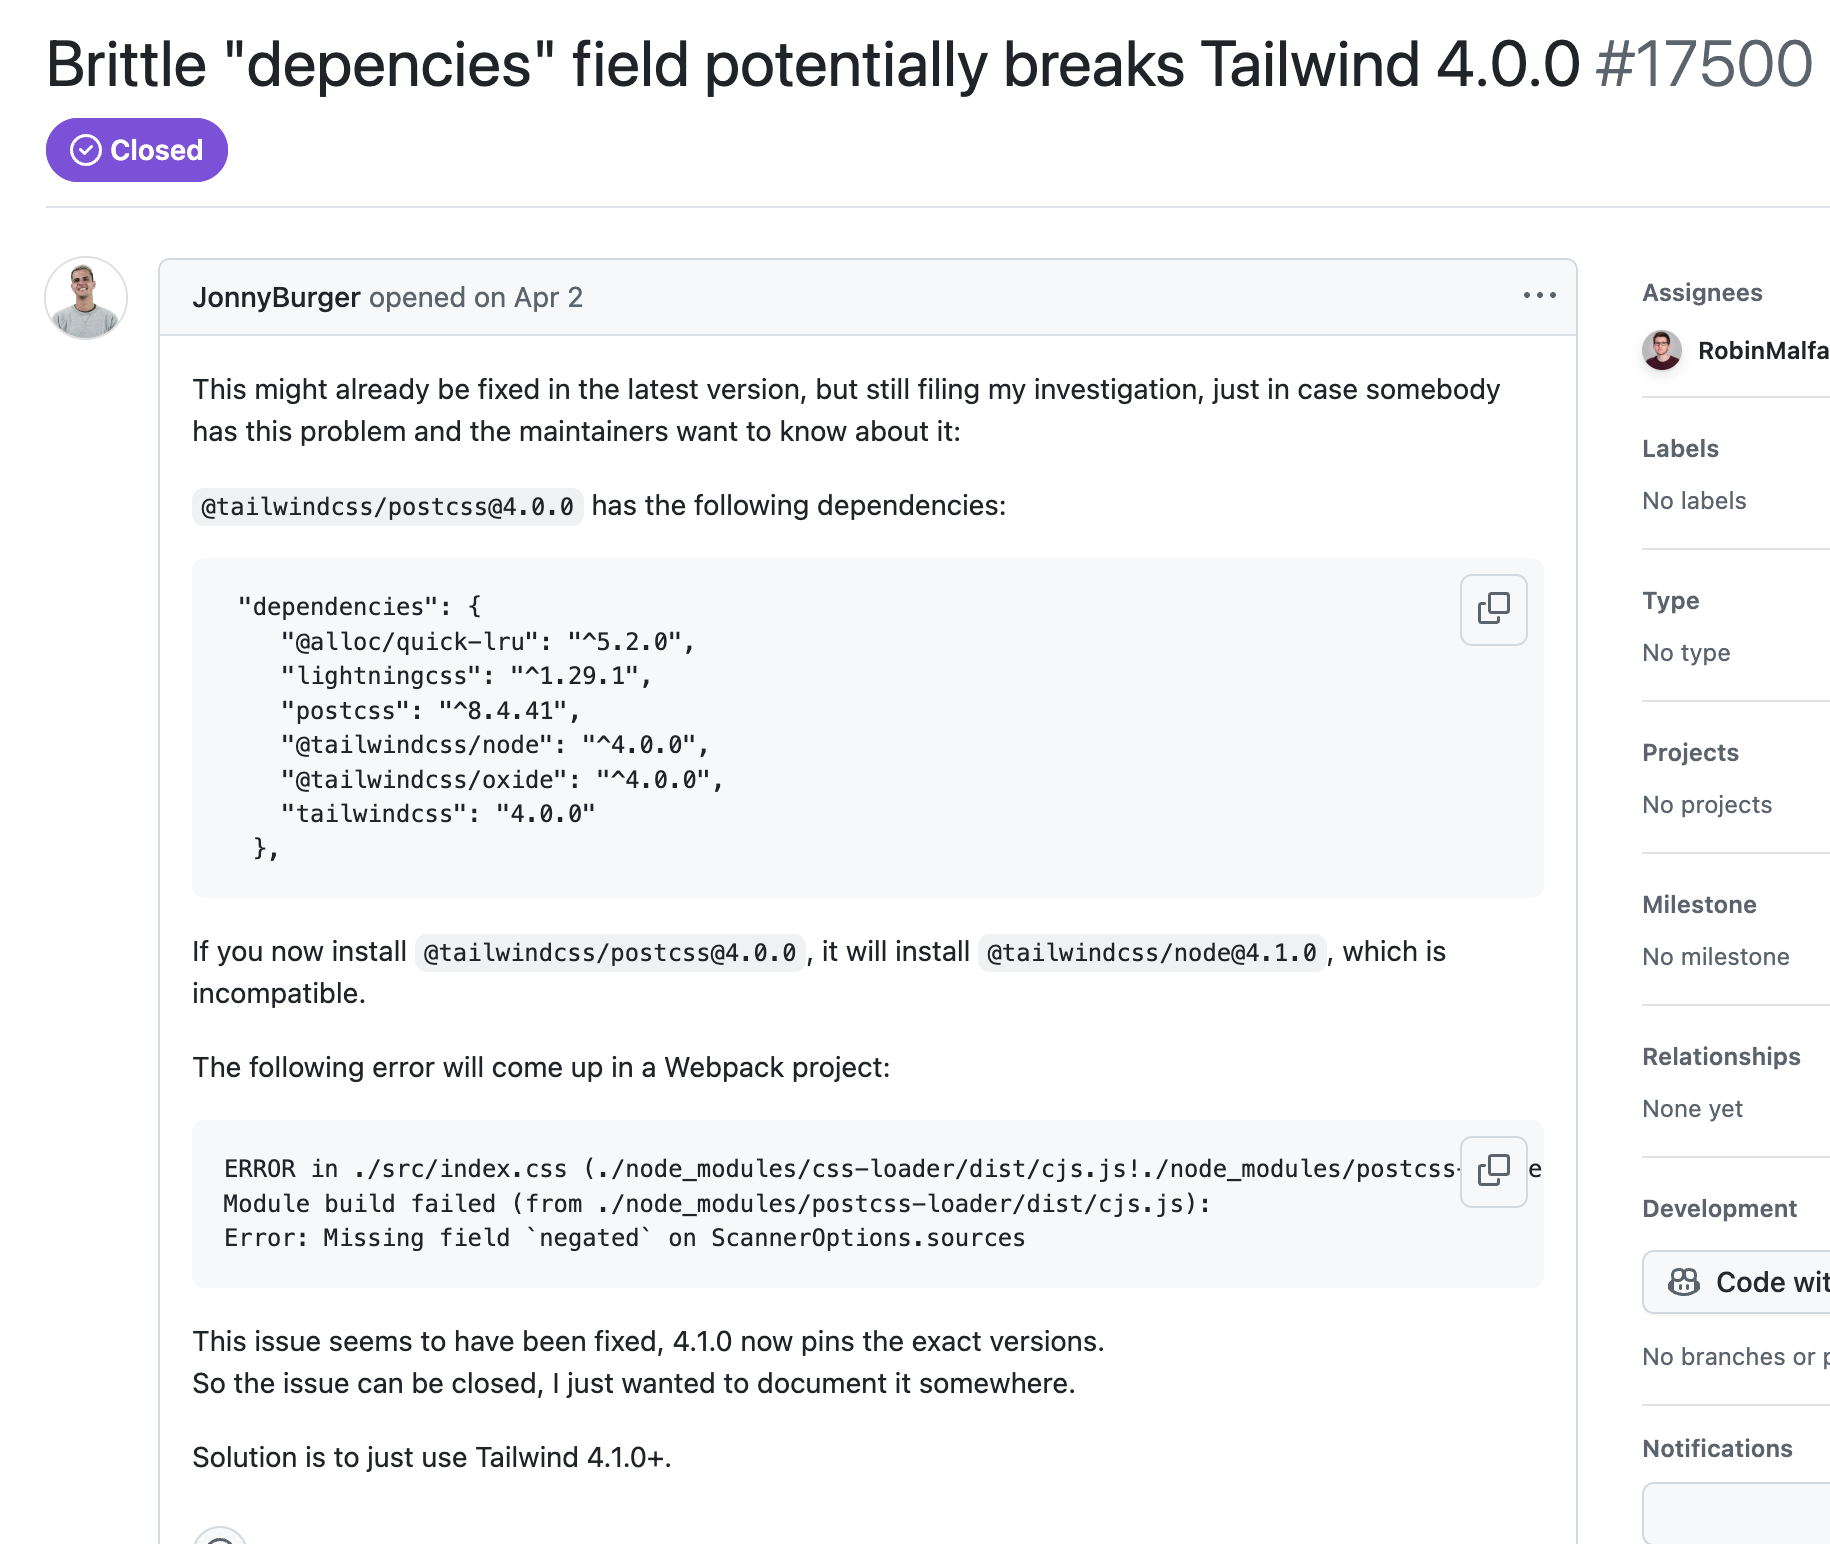 Brittle "depencies" field potentially breaks Tailwind 4.0.0 #17500
Closed
JonnyBurger opened on Apr 2
This might already be fixed in the latest version, but still filing my investigation, just in case somebody
has this problem and the maintainers want to know about it:
@tailwindcss/postcss@4.0.0 has the following dependencies:
"dependencies": {
"@alloc/quick-lru": "^5.2.0",
"lightningcss": "^1.29.1",
"postcss": "^8.4.41",
"@tailwindcss/node": "^4.0.0",
"@tailwindcss/oxide": "^4.0.0",
"tailwindcss": "4.0.0"
},
If you now install @tailwindcss/postcss@4.0.0 , it will install @tailwindcss/node@4.1.0 , which is
incompatible.
The following error will come up in a Webpack project:
ERROR in ./src/index.css (./node_modules/css-loader/dist/cjs.js!./node_modules/postcss-
Module build failed (from ./node_modules/postcss-loader/dist/cjs.js):
Error: Missing field `negated` on ScannerOptions.sources
This issue seems to have been fixed, 4.1.0 now pins the exact versions.
So the issue can be closed, I just wanted to document it somewhere.
Solution is to just use Tailwind 4.1.0+.
Assignees
RobinMalfa
Labels
No labels
Type
No type
Projects
No projects
Milestone
No milestone
Relationships
None yet
Development
Code wit
No branches or p
Notifications